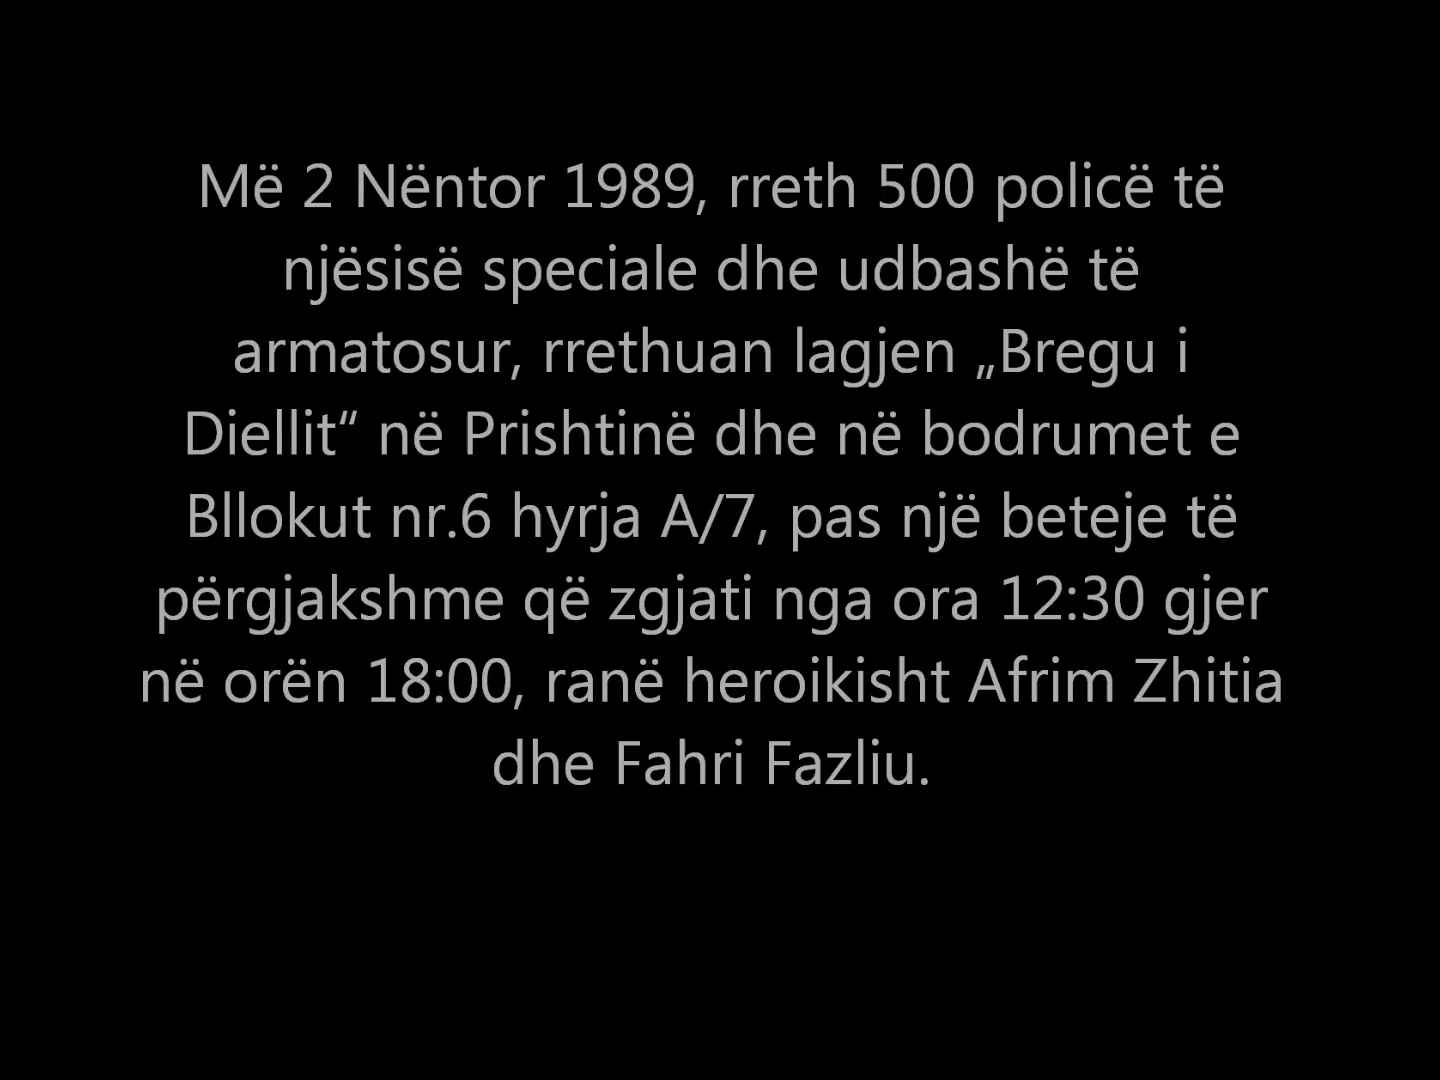 Më 2 Nëntor 1989, rreth 500 policë të
njësisë speciale dhe udbashë të
armatosur, rrethuan lagjen „Bregu i
Diellit“ në Prishtinë dhe në bodrumet e
Bllokut nr.6 hyrja A/7, pas një beteje të
përgjakshme që zgjati nga ora 12:30 gjer
në orën 18:00, ranë heroikisht Afrim Zhitia
dhe Fahri Fazliu.